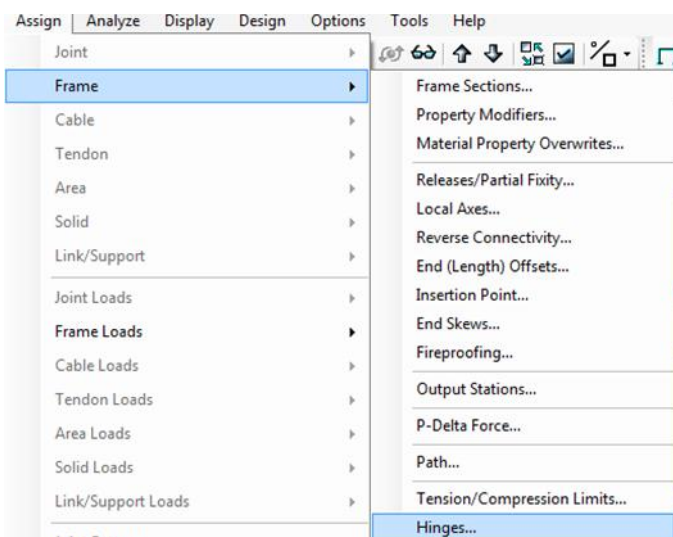 Assign Analyze Display Design Options Tools Help
Joint
Frame
Cable
Tendon
Area
Solid
Link/Support
Joint Loads
Frame Loads
Cable Loads
Tendon Loads
Area Loads
Solid Loads
Link/Support Loads
Frame Sections...
Property Modifiers...
Material Property Overwrites...
Releases/Partial Fixity...
Local Axes...
Reverse Connectivity...
End (Length) Offsets...
Insertion Point...
End Skews...
Fireproofing...
Output Stations...
P-Delta Force...
Path...
Tension/Compression Limits...
Hinges...